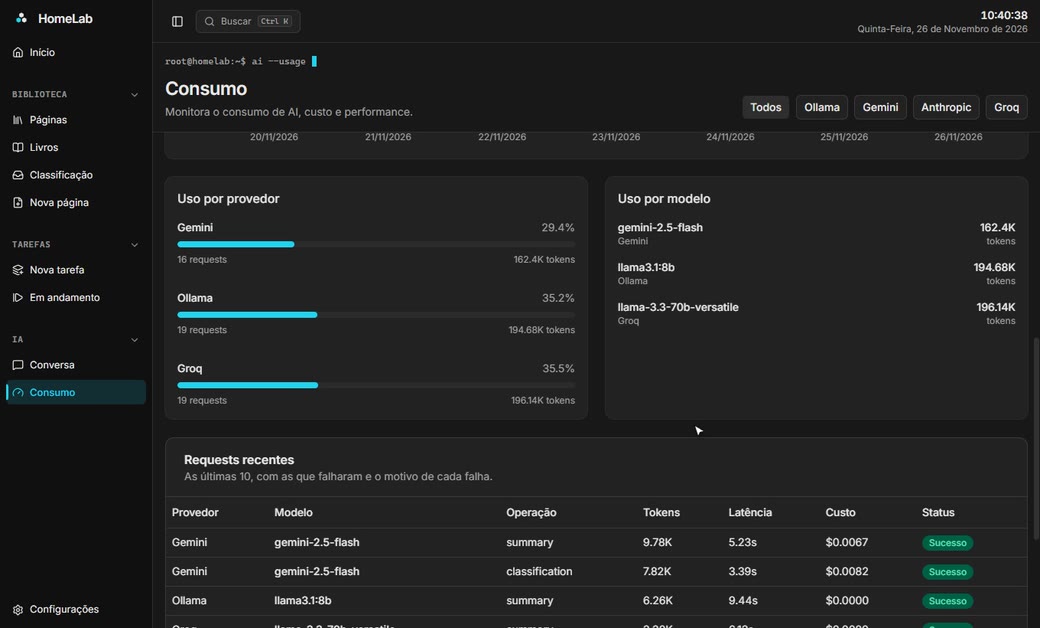 HomeLab
Buscar Ctrl K
10:40:38
Quinta-Feira, 26 de Novembro de 2026
Início
BIBLIOTECA
Páginas
Livros
Classificação
Nova página
TAREFAS
Nova tarefa
Em andamento
IA
Conversa
Consumo
Configurações
root@homelab:~$ ai --usage
Consumo
Monitora o consumo de AI, custo e performance.
Todos Ollama Gemini Anthropic Groq
20/11/2026 21/11/2026 22/11/2026 23/11/2026 24/11/2026 25/11/2026 26/11/2026
Uso por provedor
Gemini 29.4%
16 requests 162.4K tokens
Ollama 35.2%
19 requests 194.68K tokens
Groq 35.5%
19 requests 196.14K tokens
Uso por modelo
gemini-2.5-flash 162.4K
Gemini tokens
llama3.1:8b 194.68K
Ollama tokens
llama-3.3-70b-versatile 196.14K
Groq tokens
Requests recentes
As últimas 10, com as que falharam e o motivo de cada falha.
Provedor Modelo Operação Tokens Latência Custo Status
Gemini gemini-2.5-flash summary 9.78K 5.23s $0.0067 Sucesso
Gemini gemini-2.5-flash classification 7.82K 3.39s $0.0082 Sucesso
Ollama llama3.1:8b summary 6.26K 9.44s $0.0000 Sucesso
Groq llama-3.3-70b-versatile summary